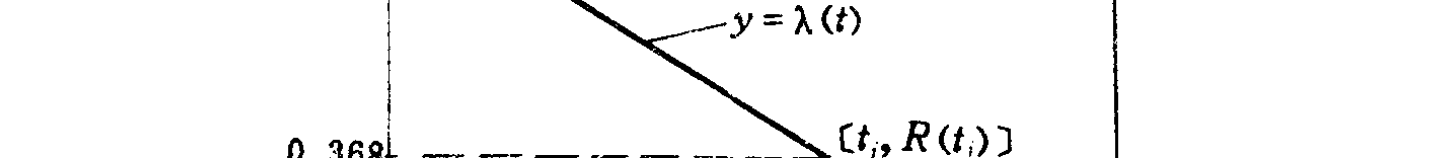 y = λ(t)
[t_i, R(t_i)]
0.368